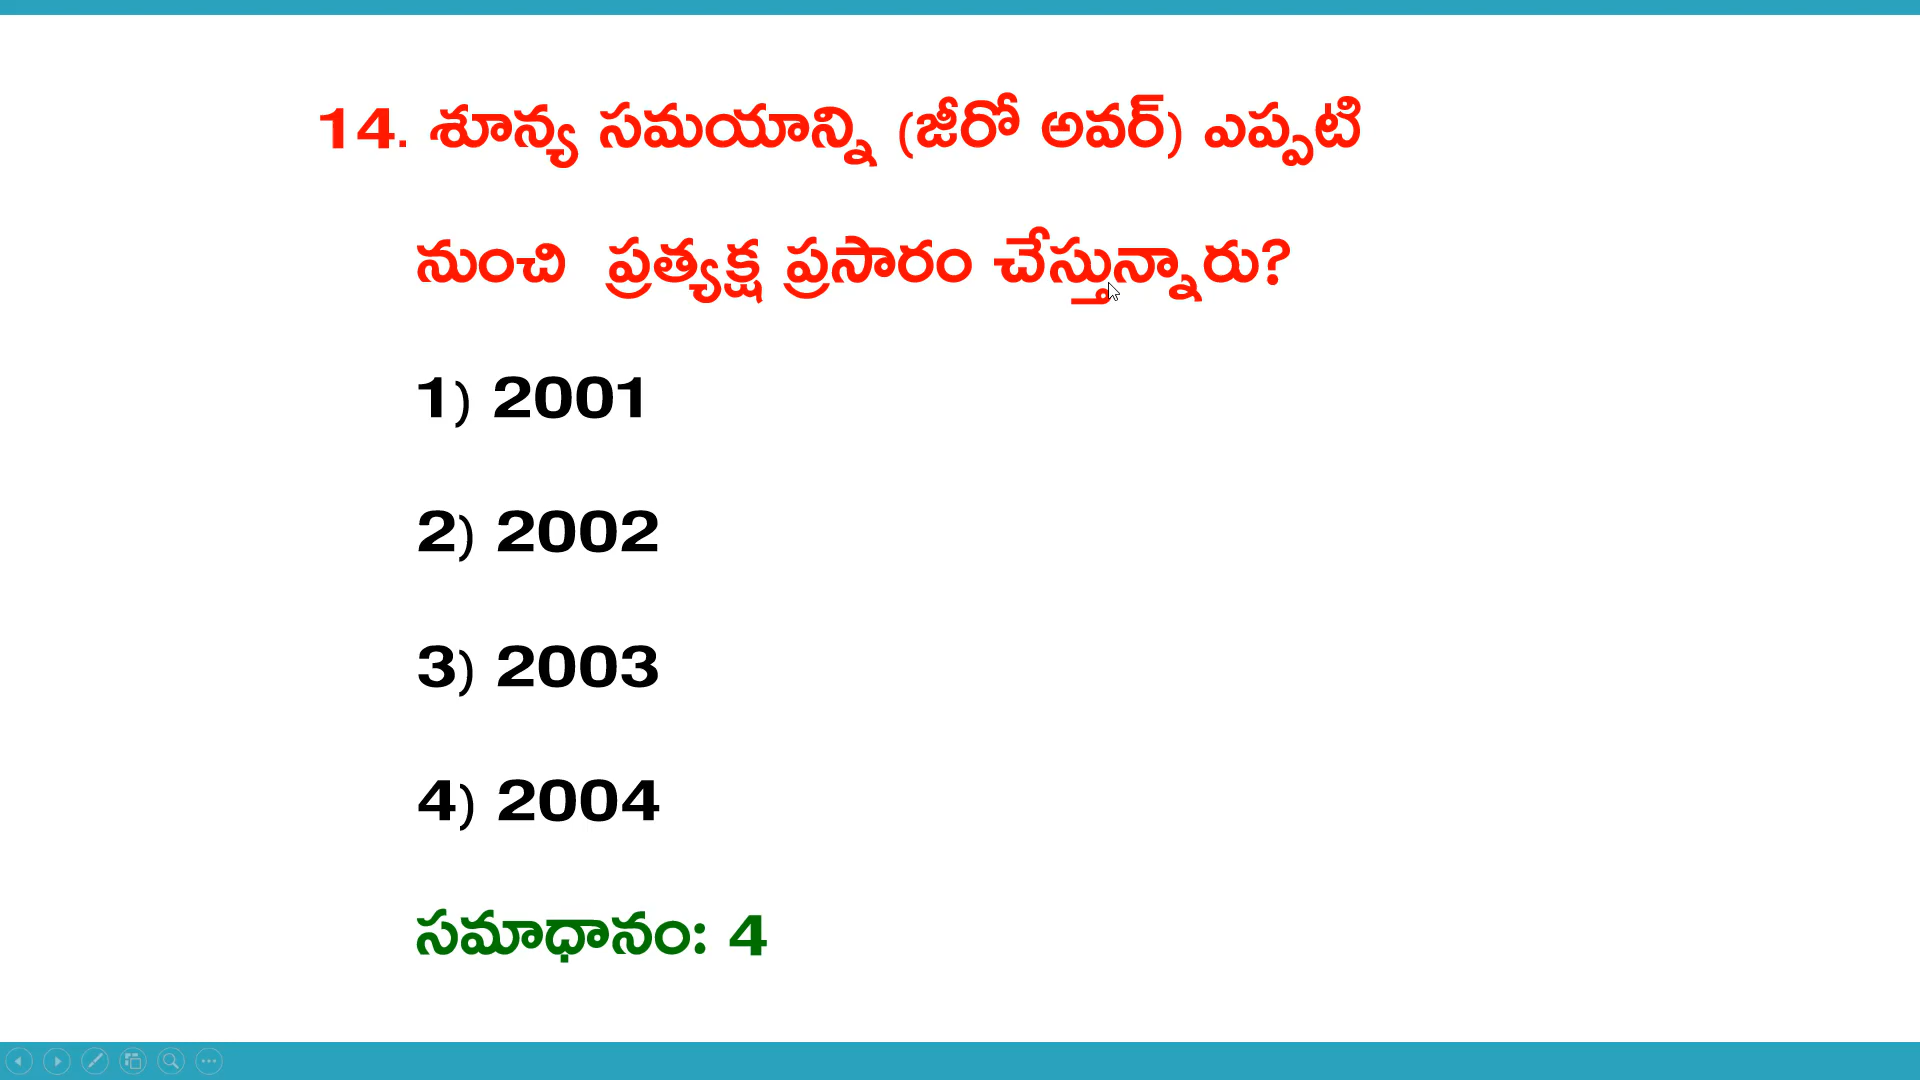 14. శూన్య సమయాన్ని (జీరో అవర్) ఎప్పటి
నుంచి ప్రత్యక్ష ప్రసారం చేస్తున్నారు?
1) 2001
2) 2002
3) 2003
4) 2004
సమాధానం: 4